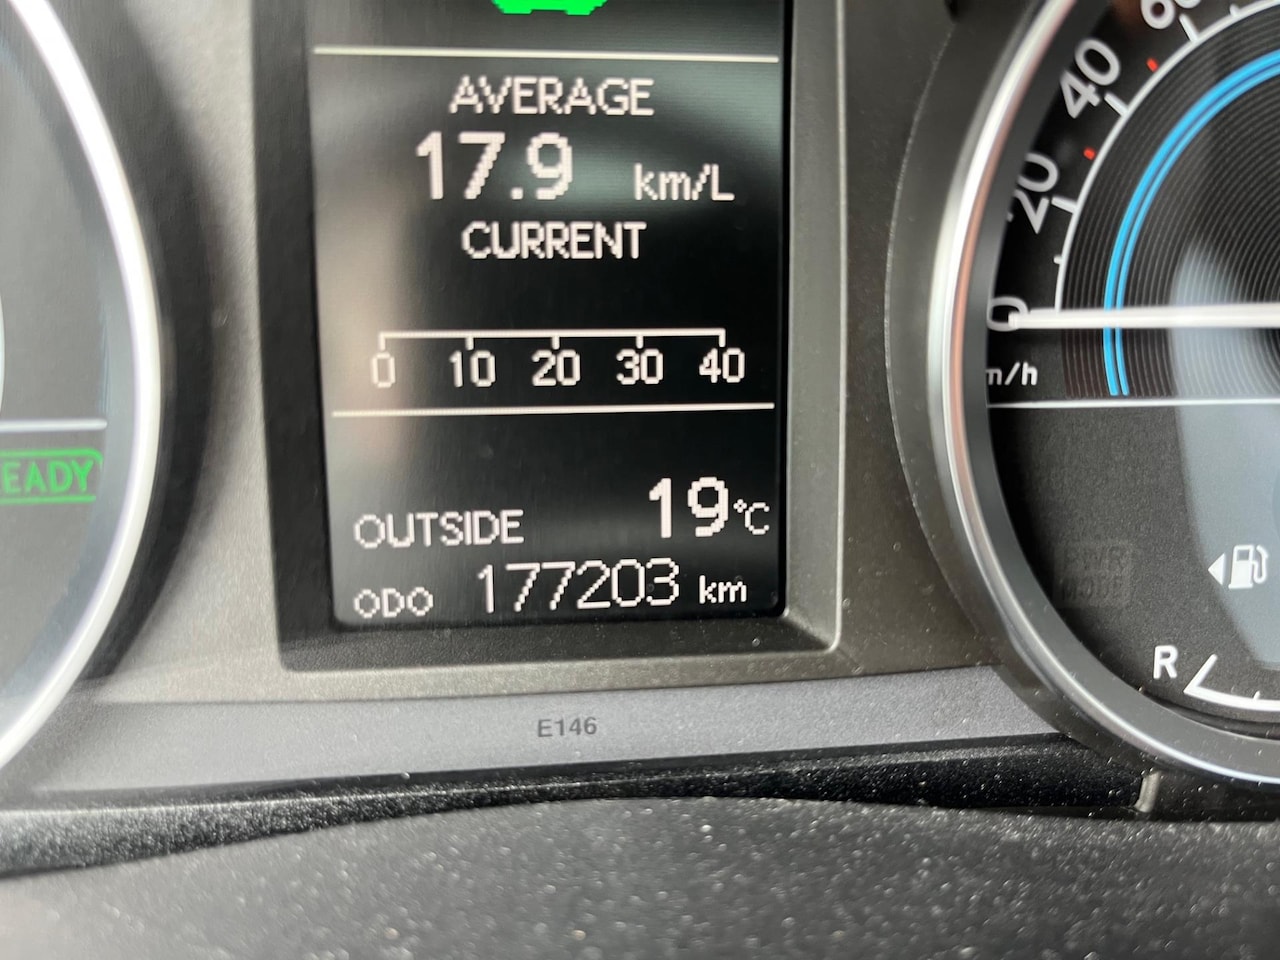 AVERAGE
17.9 km/L
CURRENT
0 10 20 30 40
OUTSIDE 19°C
ODO 177203 km
EADY
40
20
0
m/h
R
E146